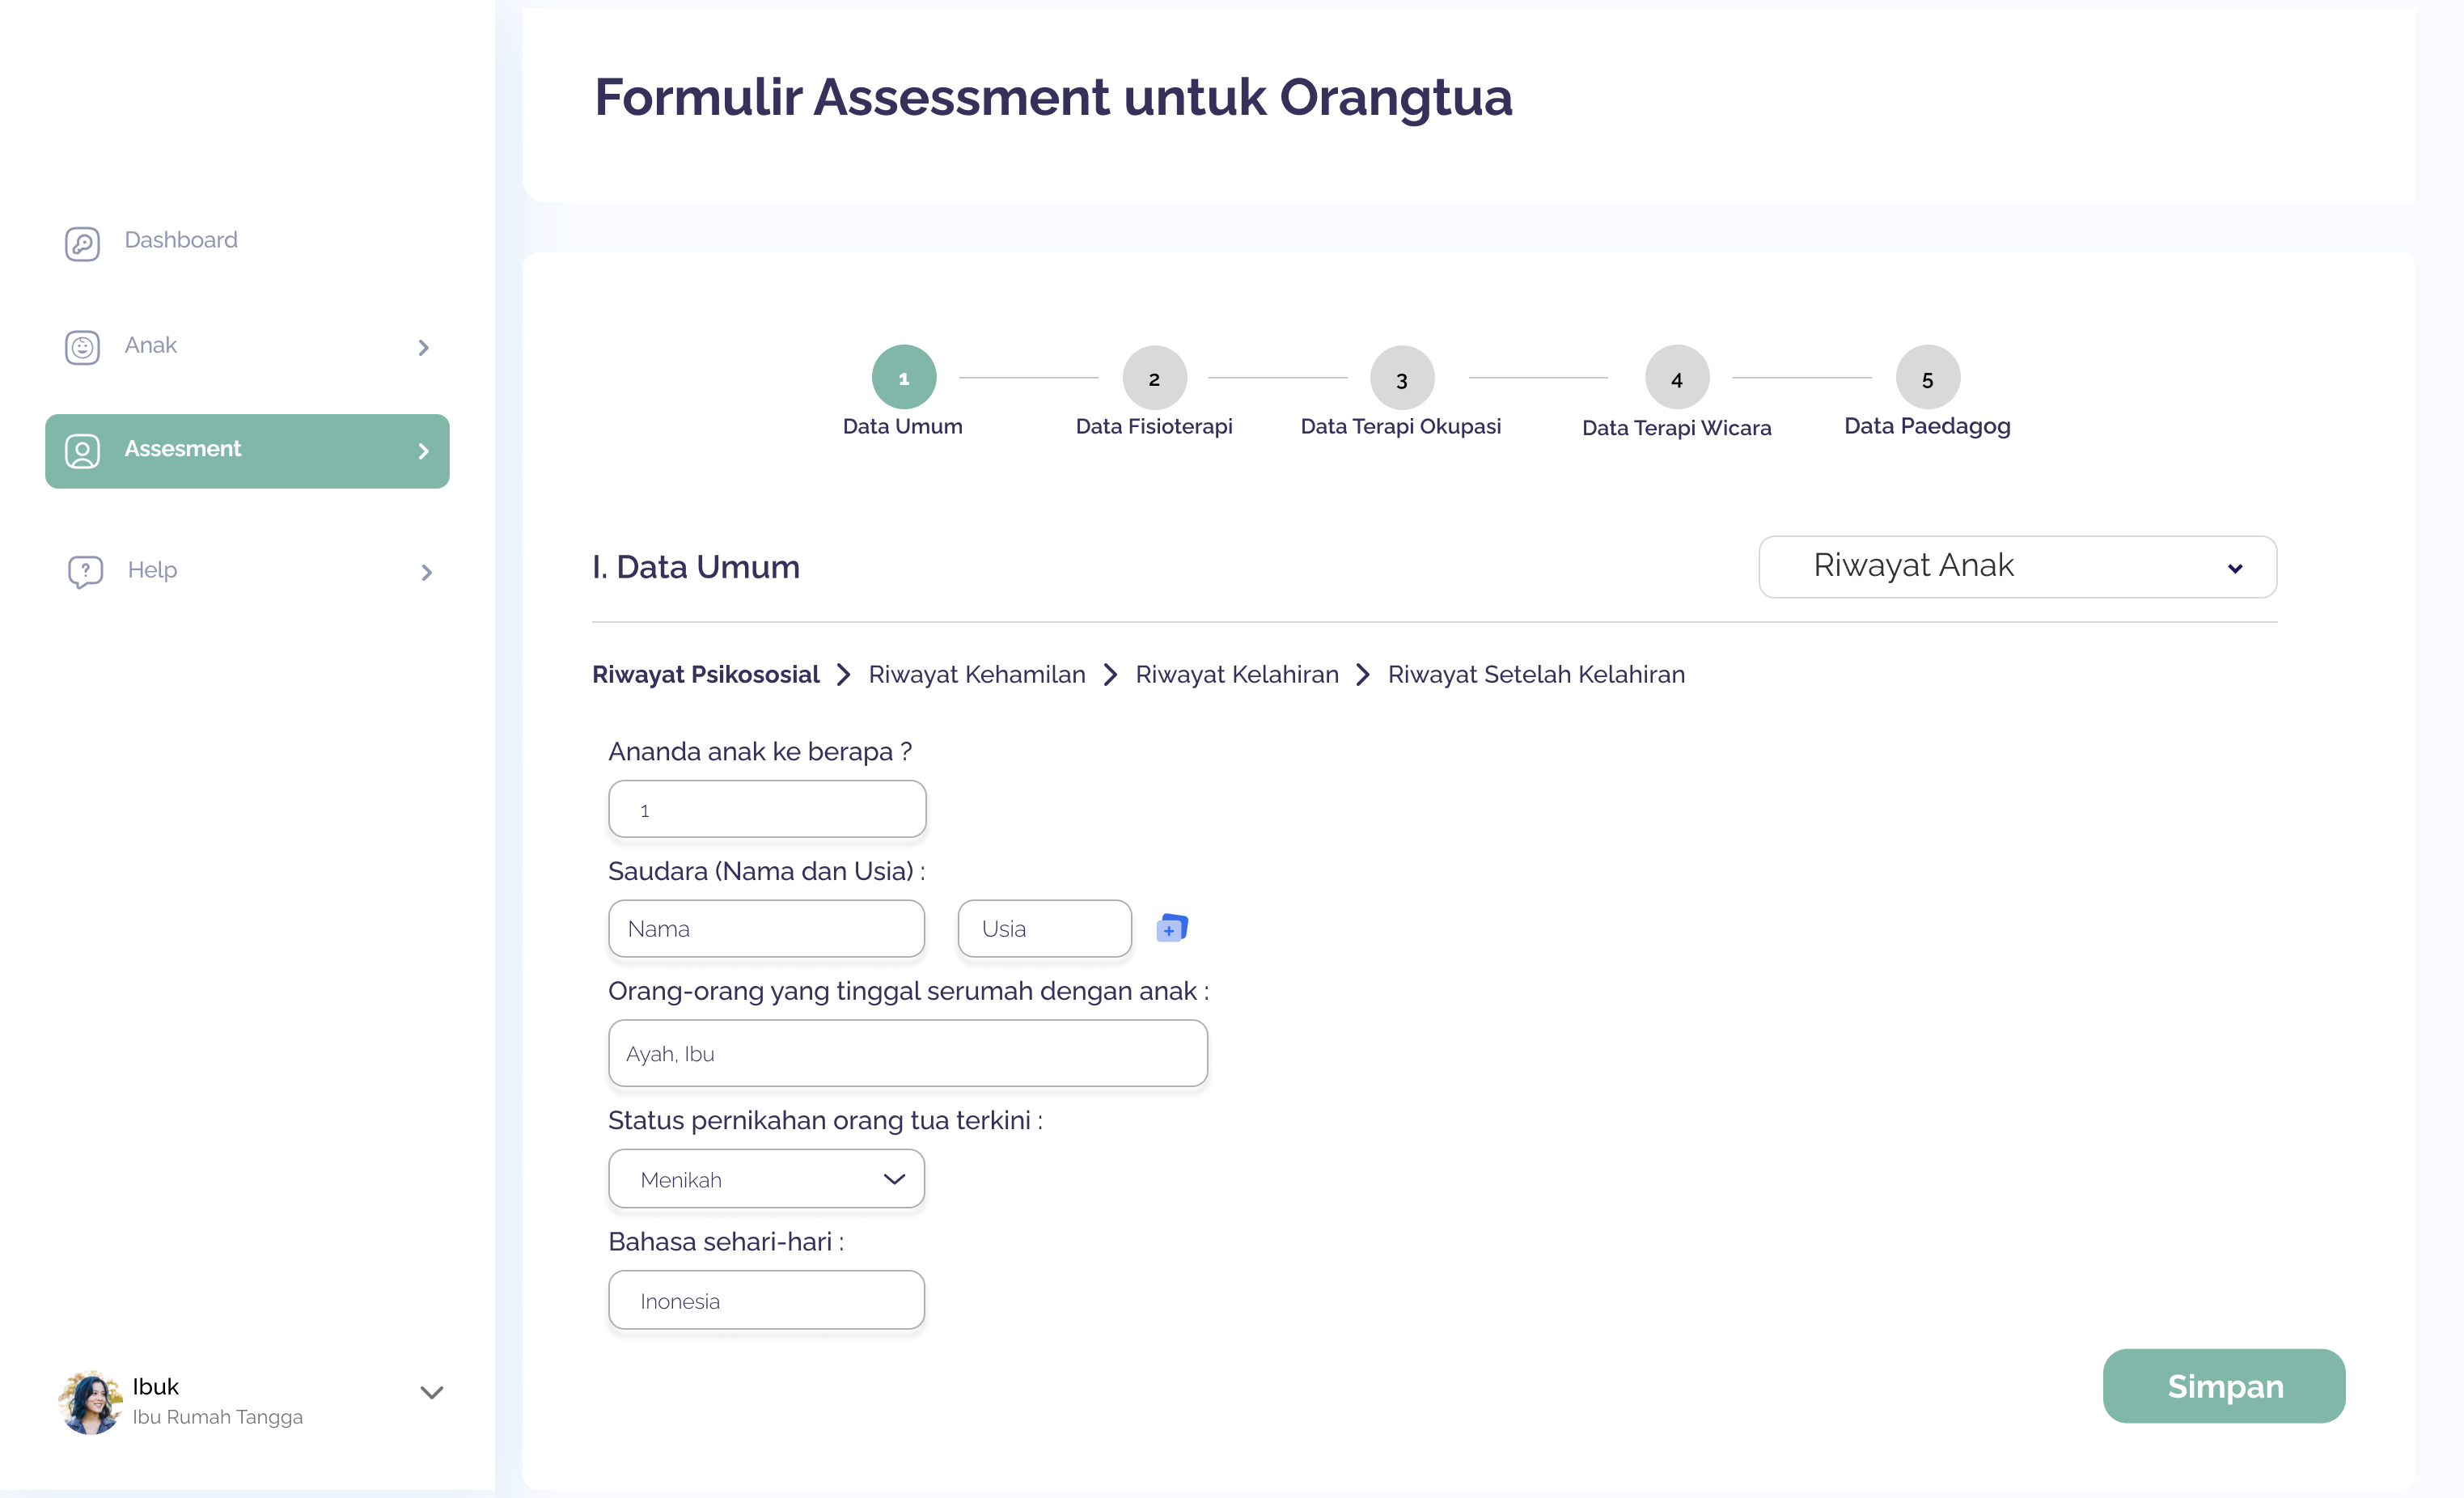 Formulir Assessment untuk Orangtua
Dashboard
Anak
Assesment
Help
1
2
3
4
5
Data Umum
Data Fisioterapi
Data Terapi Okupasi
Data Terapi Wicara
Data Paedagog
I. Data Umum
Riwayat Anak
Riwayat Psikososial > Riwayat Kehamilan > Riwayat Kelahiran > Riwayat Setelah Kelahiran
Ananda anak ke berapa ?
1
Saudara (Nama dan Usia) :
Nama
Usia
Orang-orang yang tinggal serumah dengan anak :
Ayah, Ibu
Status pernikahan orang tua terkini :
Menikah
Bahasa sehari-hari :
Inonesia
Simpan
Ibuk
Ibu Rumah Tangga